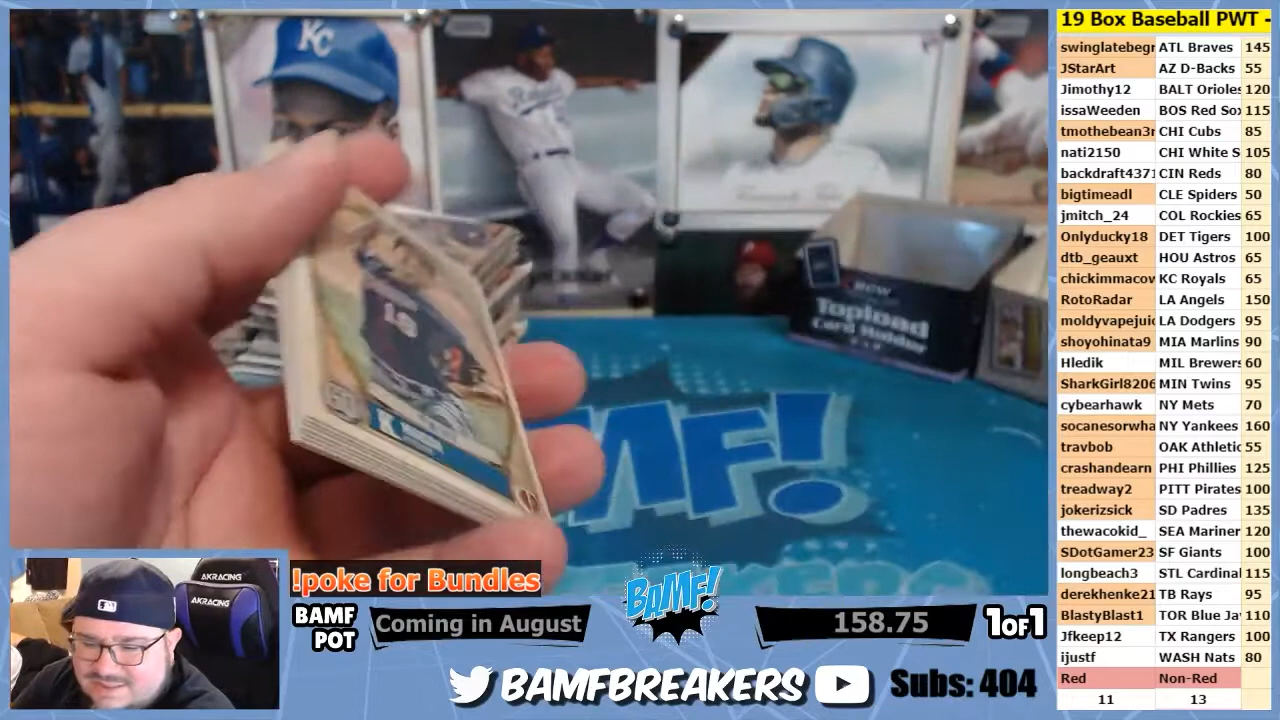 19 Box Baseball PWT -
swinglatebegr ATL Braves 145
JStarArt AZ D-Backs 55
Jimothy12 BALT Orioles 120
issaWeeden BOS Red Sox 115
tmothebean3r CHI Cubs 85
nati2150 CHI White S 105
backdraft4371 CIN Reds 80
bigtimeadl CLE Spiders 50
jmitch_24 COL Rockies 65
Onlyducky18 DET Tigers 100
dtb_geauxt HOU Astros 65
chickimmacov KC Royals 65
RotoRadar LA Angels 150
moldyvapejuic LA Dodgers 95
shoyohinata9 MIA Marlins 90
Hledik MIL Brewers 60
SharkGirl8206 MIN Twins 95
cybearhawk NY Mets 70
socanesorwha NY Yankees 160
travbob OAK Athletic 55
crashandearn PHI Phillies 125
treadway2 PITT Pirates 100
jokerizsick SD Padres 135
thewacokid_ SEA Mariner 120
SDotGamer23 SF Giants 100
longbeach3 STL Cardinal 115
derekhenke21 TB Rays 95
BlastyBlast1 TOR Blue Ja 110
Jfkeep12 TX Rangers 100
ijustf WASH Nats 80
Red Non-Red
11 13
KC
Topload
Card Holder
18
K
BAMF!
AKRACING
AKRACING
!poke for Bundles
BAMF
POT
Coming in August
BAMF!
158.75
1OF1
BAMFBREAKERS
Subs: 404